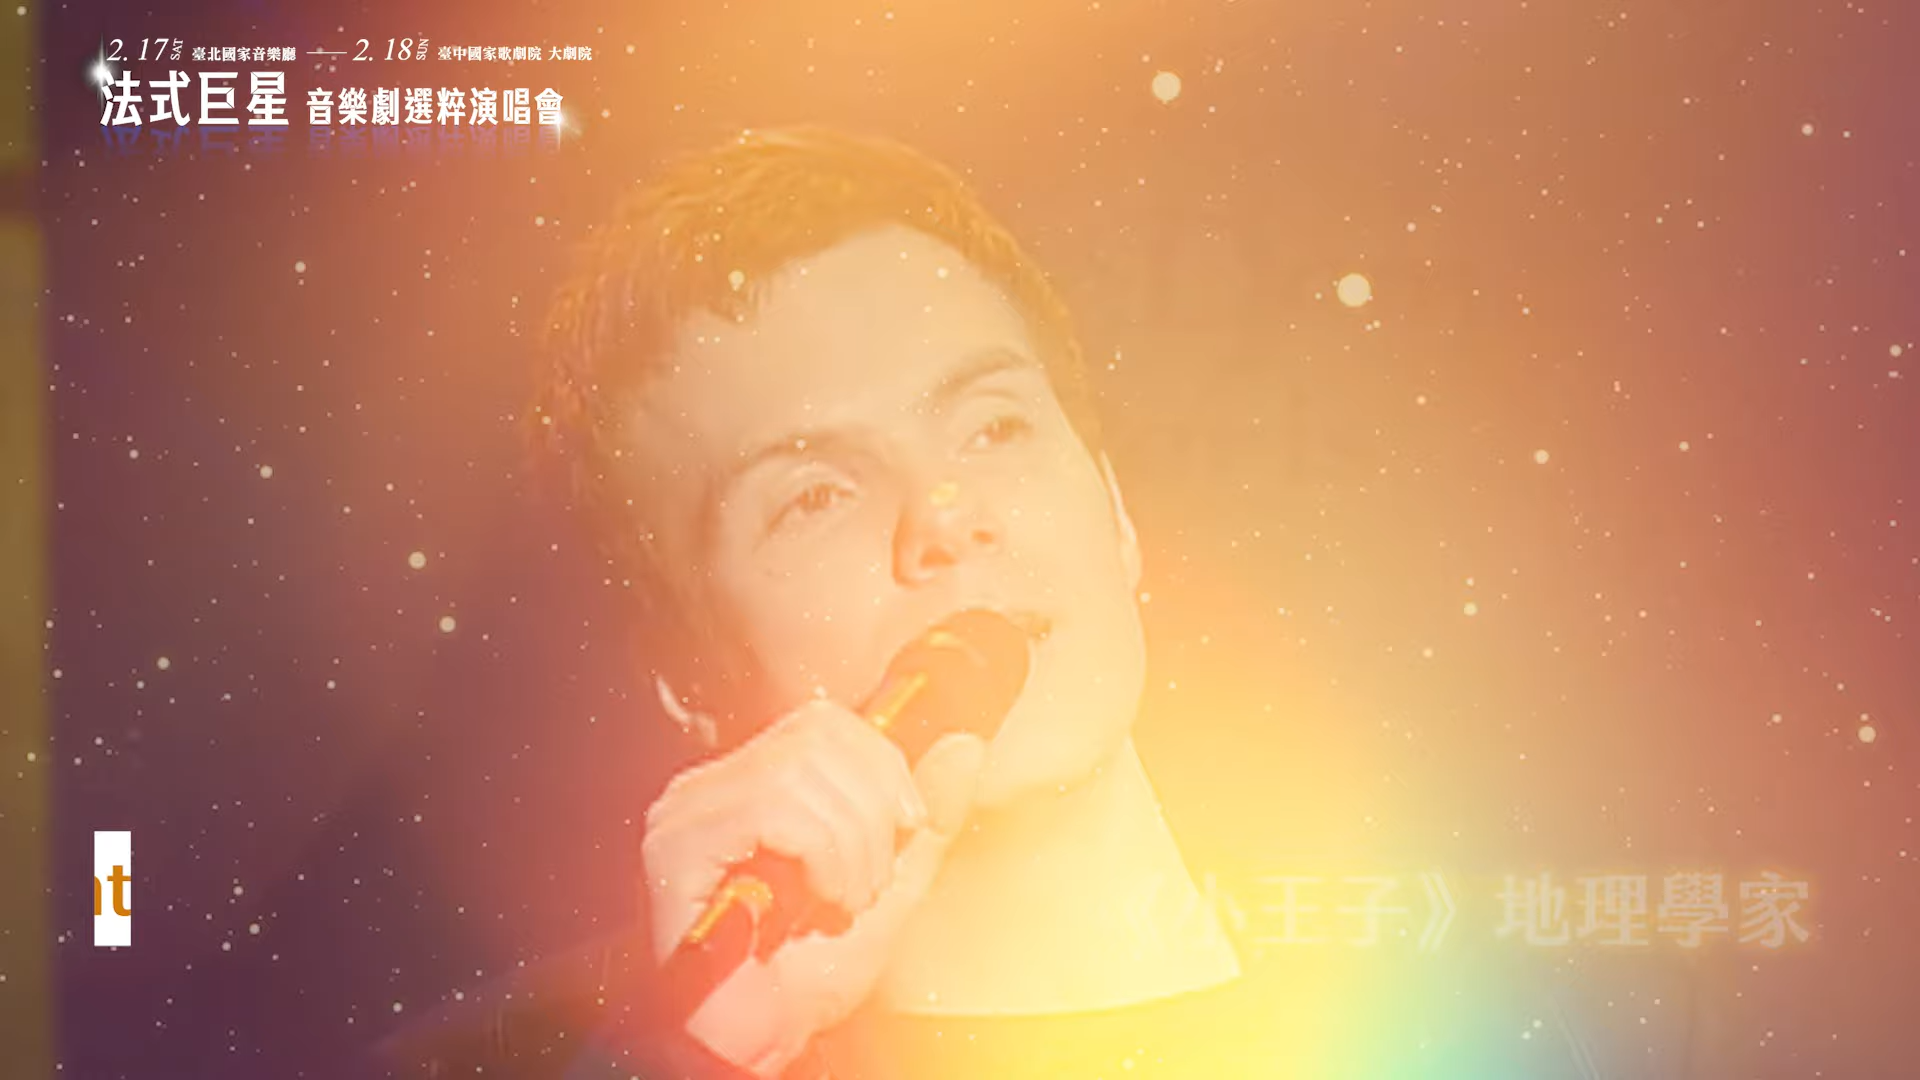 2. 17 SAT 臺北國家音樂廳 —— 2. 18 SUN 臺中國家歌劇院 大劇院
法式巨星 音樂劇選粹演唱會
《小王子》地理學家